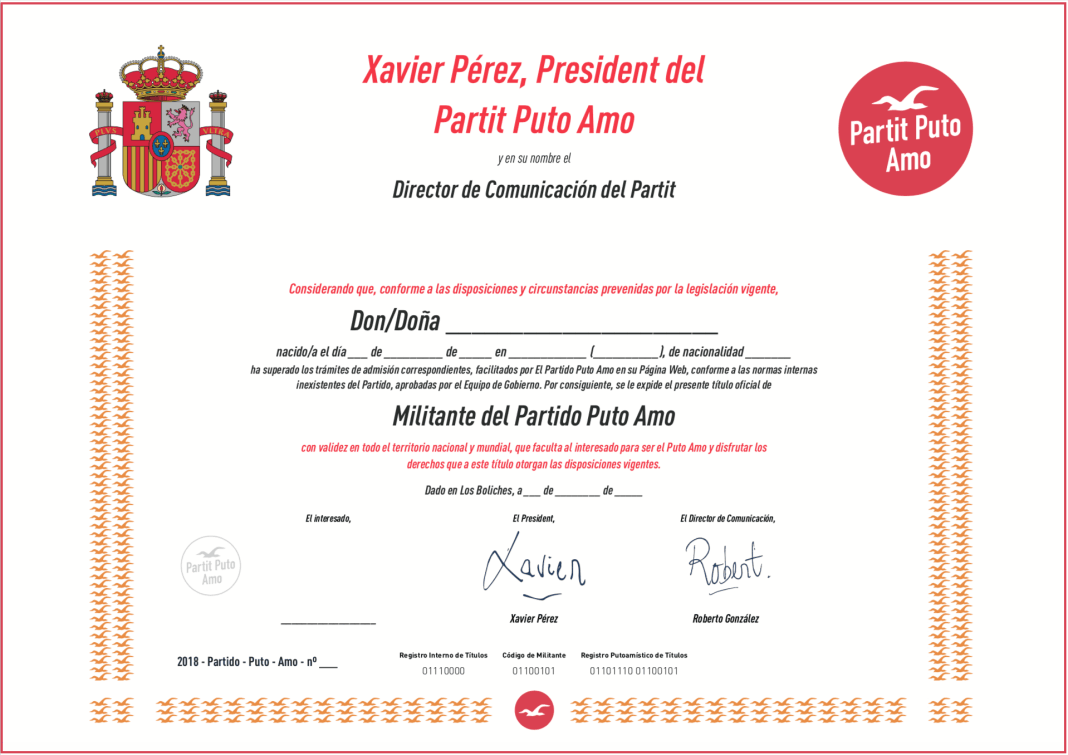 Xavier Pérez, President del
Partit Puto Amo
y en su nombre el
Director de Comunicación del Partit
PLVS VLTRA
Partit Puto
Amo
Considerando que, conforme a las disposiciones y circunstancias prevenidas por la legislación vigente,
Don/Doña ____________________
nacido/a el día ___ de _________ de _____ en ____________ (__________), de nacionalidad _______
ha superado los trámites de admisión correspondientes, facilitados por El Partido Puto Amo en su Página Web, conforme a las normas internas
inexistentes del Partido, aprobadas por el Equipo de Gobierno. Por consiguiente, se le expide el presente título oficial de
Militante del Partido Puto Amo
con validez en todo el territorio nacional y mundial, que faculta al interesado para ser el Puto Amo y disfrutar los
derechos que a este título otorgan las disposiciones vigentes.
Dado en Los Boliches, a ___ de ________ de _____
El interesado,
El President,
El Director de Comunicación,
Partit Puto
Amo
Xavier
Robert.
__________________
Xavier Pérez
Roberto González
2018 - Partido - Puto - Amo - nº ___
Registro Interno de Títulos
01110000
Código de Militante
01100101
Registro Putoamístico de Títulos
01101110 01100101